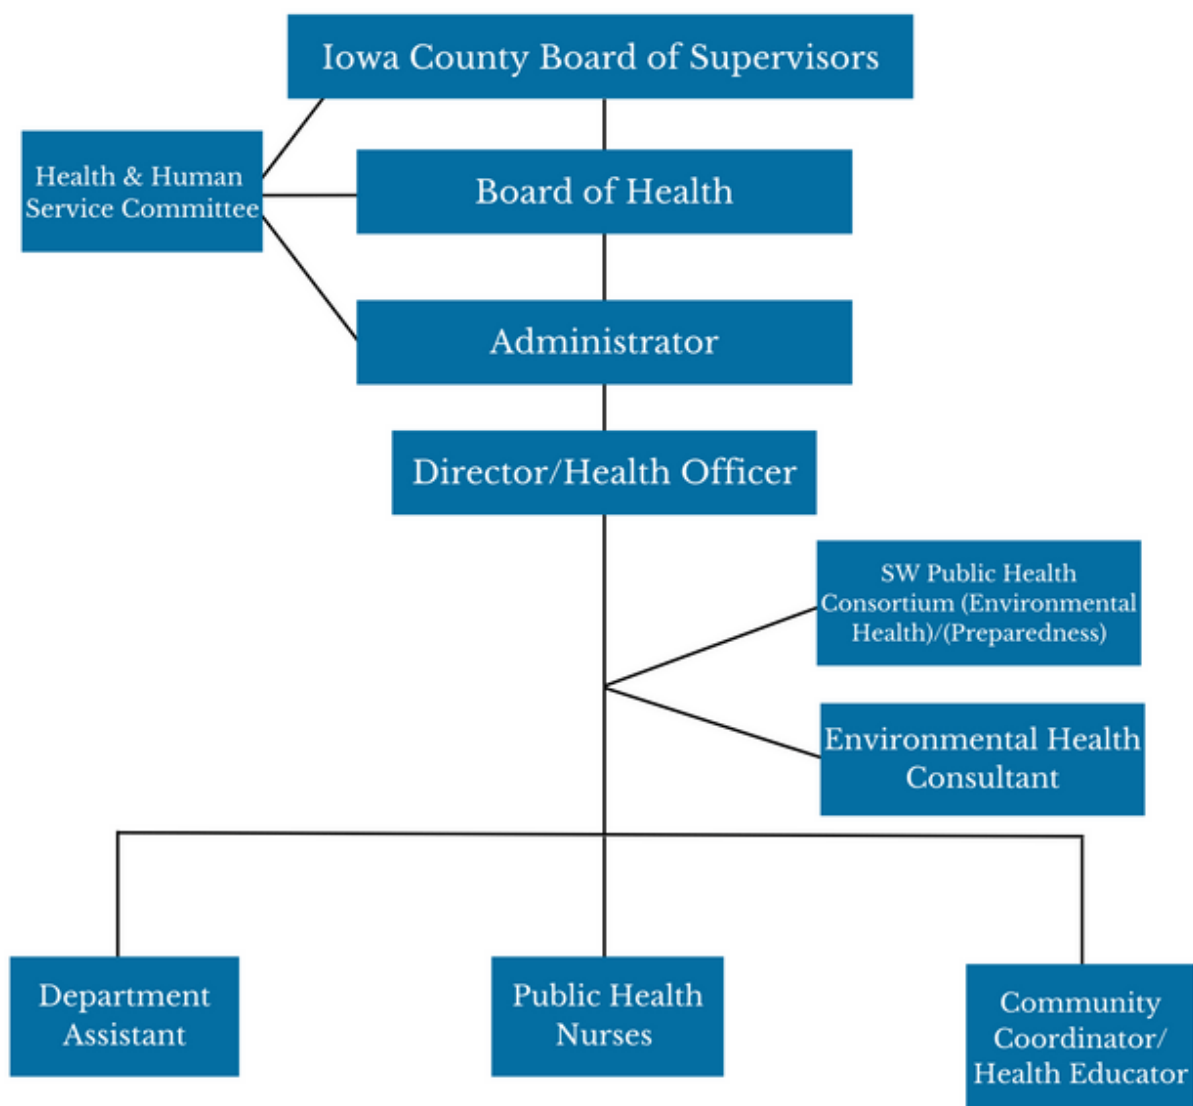 Iowa County Board of Supervisors
Health & Human
Service Committee
Board of Health
Administrator
Director/Health Officer
SW Public Health
Consortium (Environmental
Health)/(Preparedness)
Environmental Health
Consultant
Department
Assistant
Public Health
Nurses
Community
Coordinator/
Health Educator